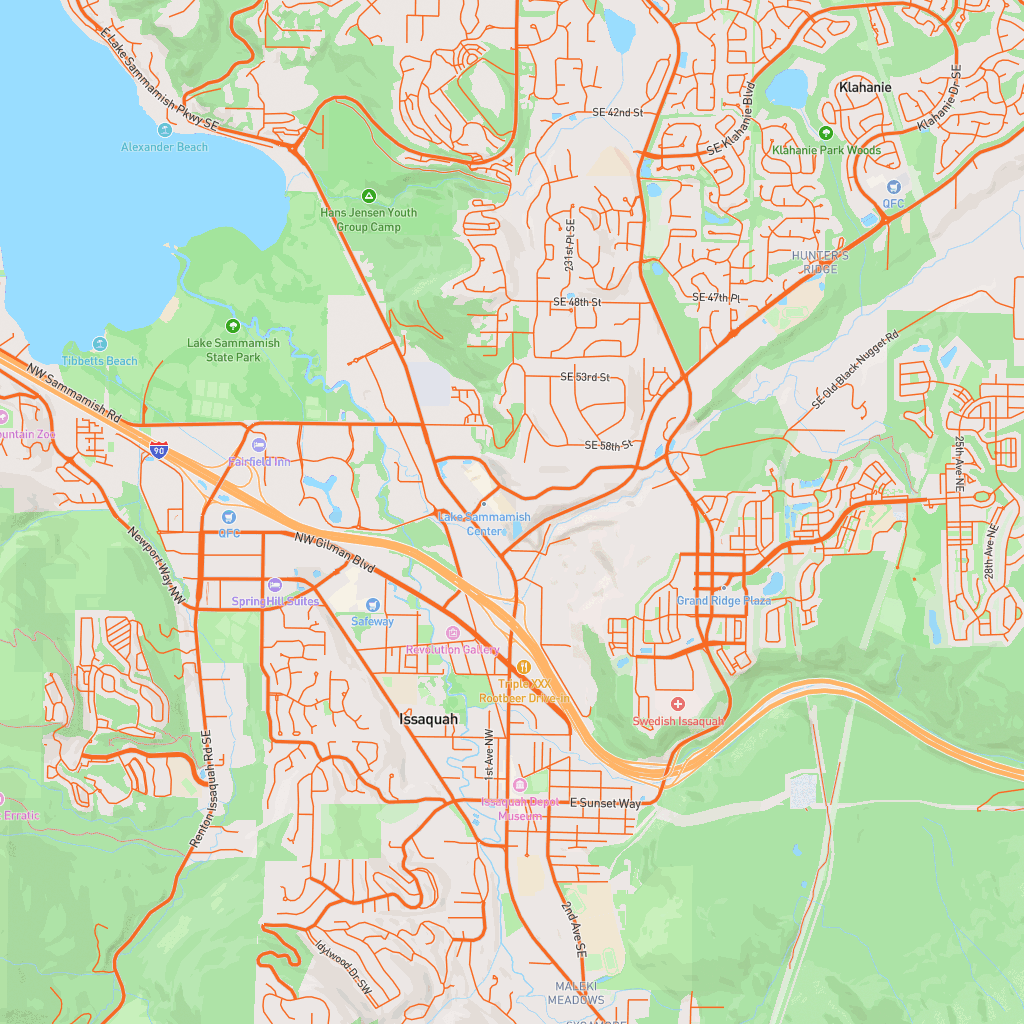 E Lake Sammamish Pkwy SE
Alexander Beach
SE 42nd St
SE Klahanie Blvd
Klahanie
Klahanie Dr SE
Klahanie Park Woods
QFC
Hans Jensen Youth
Group Camp
231st Pl SE
HUNTER'S
RIDGE
SE 48th St
SE 47th Pl
Lake Sammamish
State Park
Tibbetts Beach
SE Old Black Nugget Rd
NW Sammamish Rd
SE 53rd St
ountain Zoo
90
Fairfield Inn
SE 58th St
25th Ave NE
QFC
Lake Sammamish
Center
NW Gilman Blvd
Newport Way NW
28th Ave NE
SpringHill Suites
Safeway
Grand Ridge Plaza
Revolution Gallery
Triple XXX
Rootbeer Drive-in
Issaquah
Swedish Issaquah
1st Ave NW
Renton Issaquah Rd SE
Issaquah Depot
Museum
E Sunset Way
Erratic
2nd Ave SE
Idylwood Dr SW
MALEKI
MEADOWS
SYCAMORE